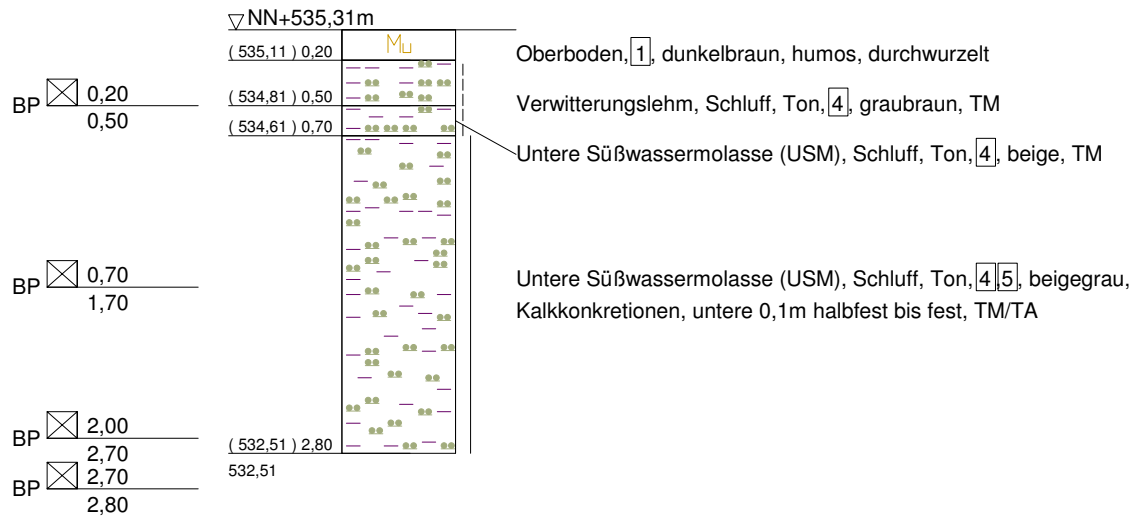 ▽ NN+535,31m
Mu
( 535,11 ) 0,20
Oberboden, 1, dunkelbraun, humos, durchwurzelt
BP 0,20
0,50
( 534,81 ) 0,50
Verwitterungslehm, Schluff, Ton, 4, graubraun, TM
( 534,61 ) 0,70
Untere Süßwassermolasse (USM), Schluff, Ton, 4, beige, TM
BP 0,70
1,70
Untere Süßwassermolasse (USM), Schluff, Ton, 4,5, beigegrau,
Kalkkonkretionen, untere 0,1m halbfest bis fest, TM/TA
BP 2,00
2,70
( 532,51 ) 2,80
532,51
BP 2,70
2,80